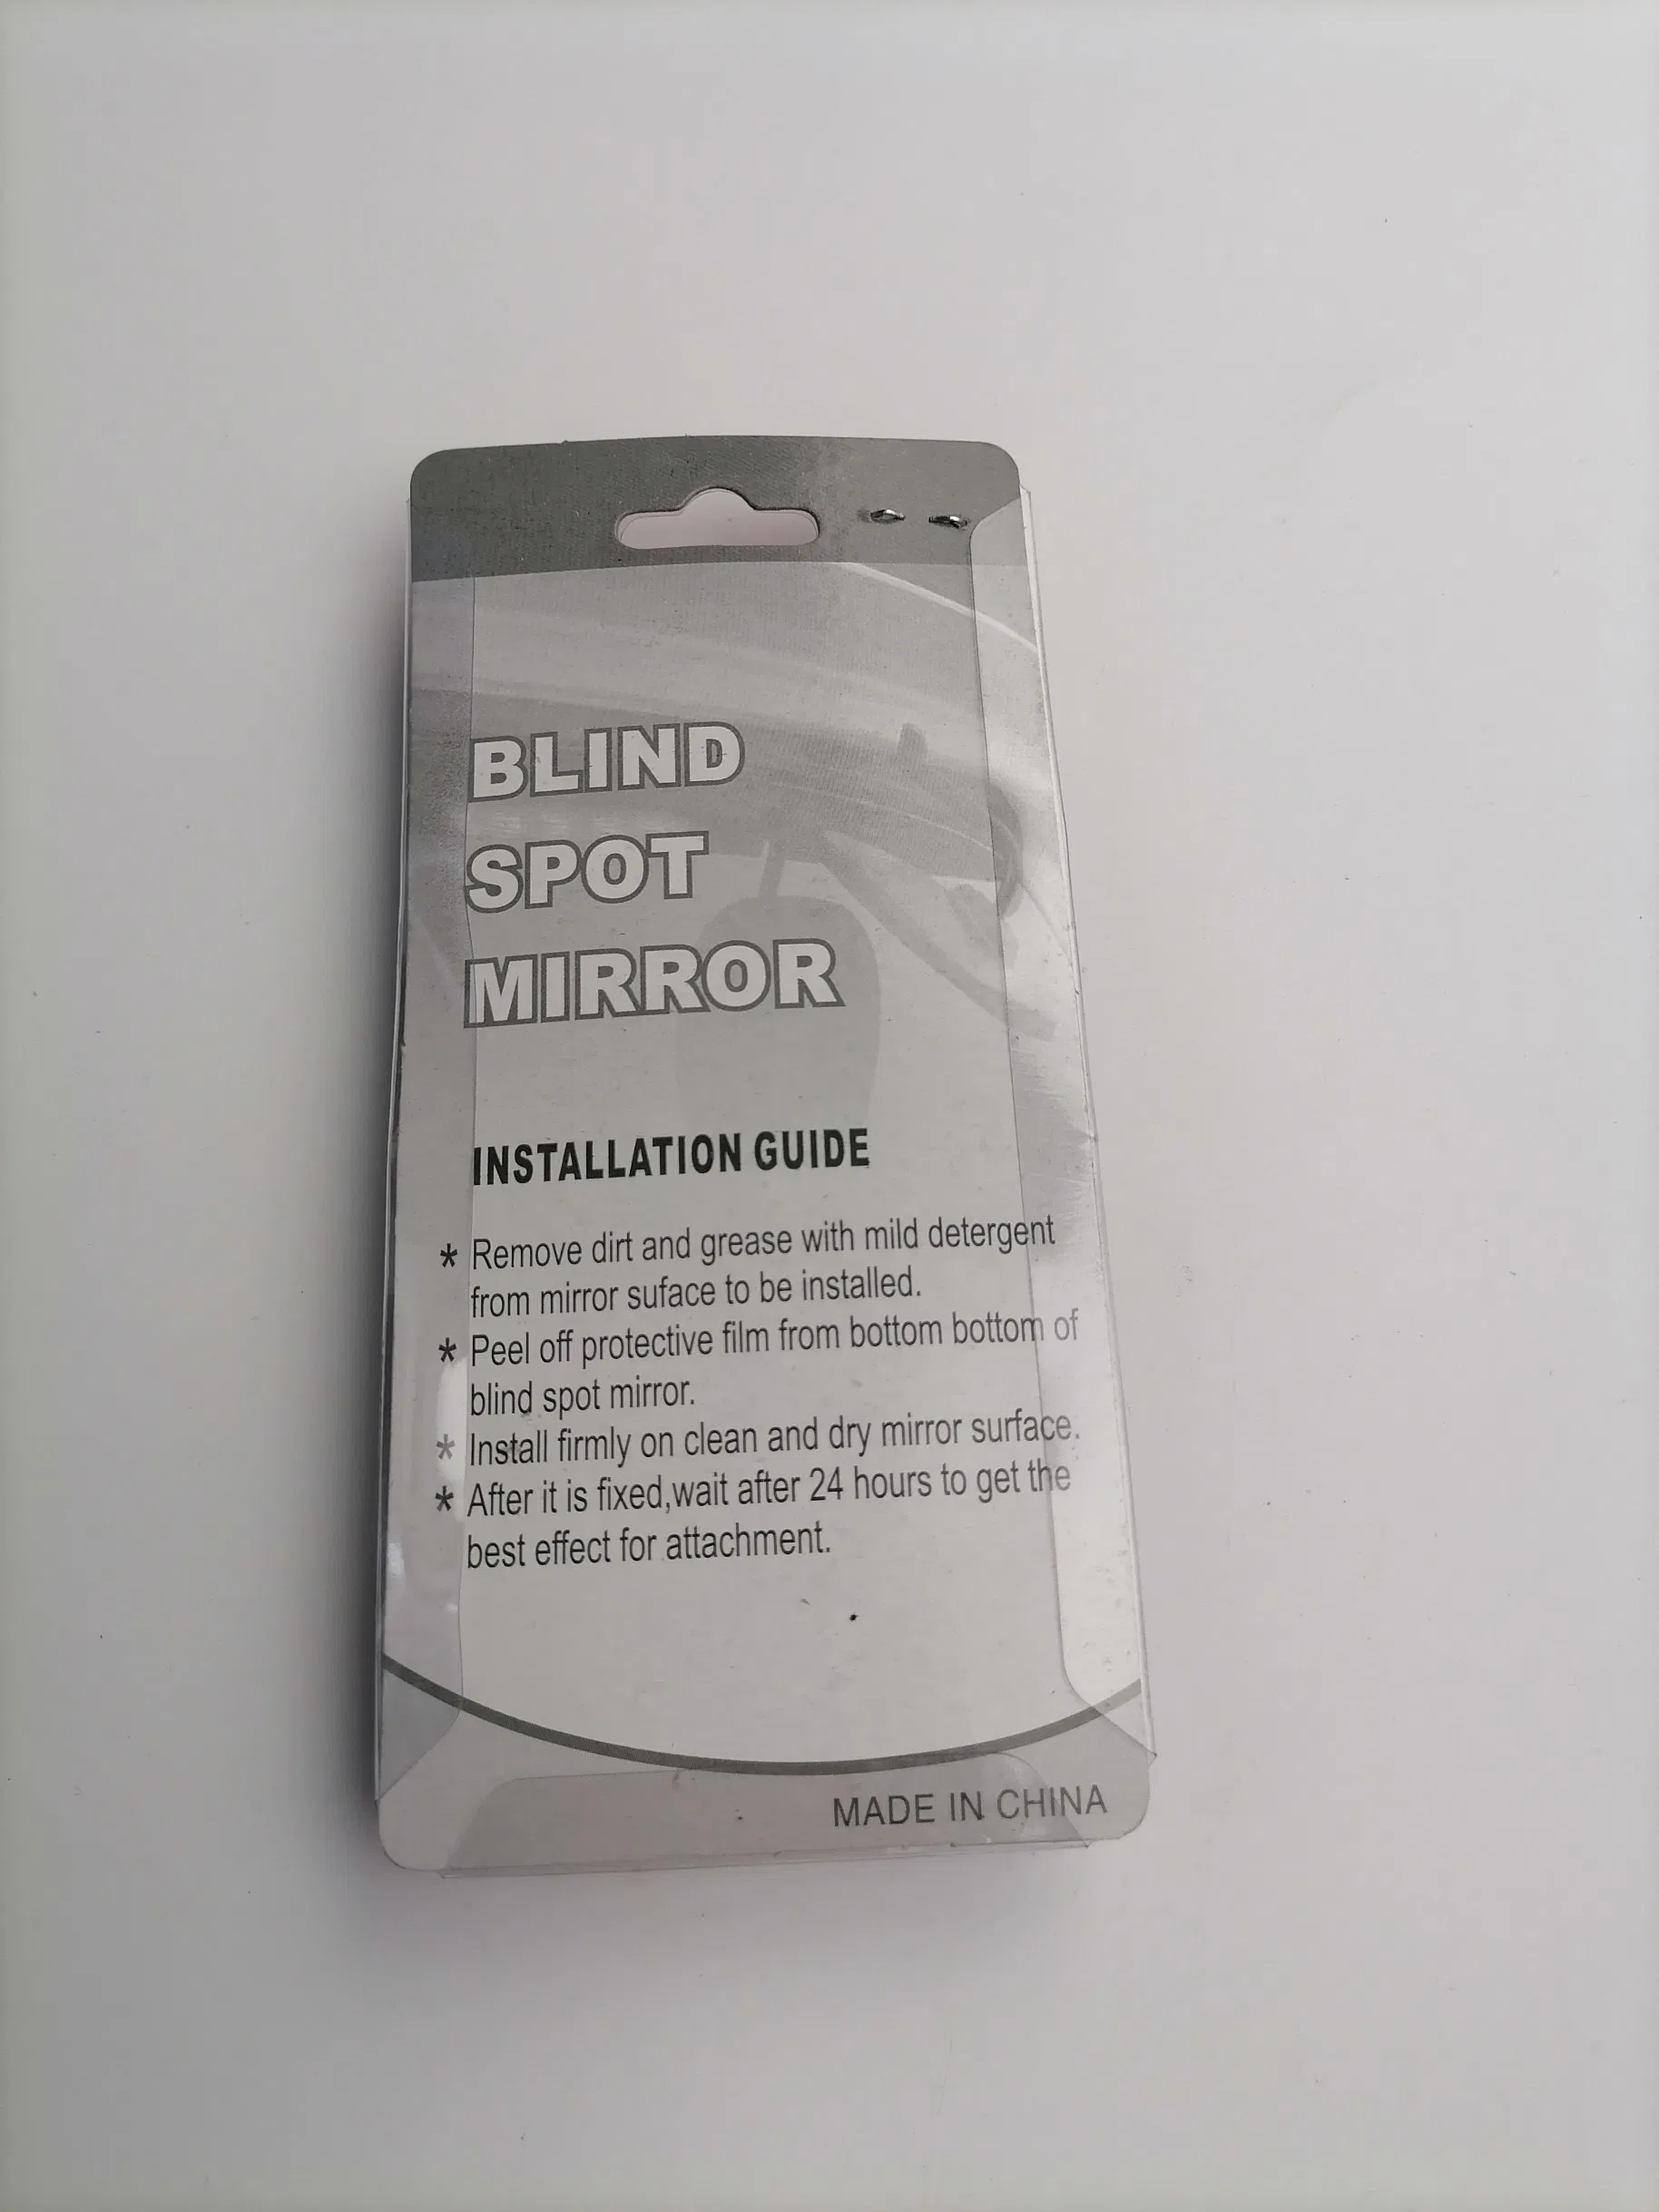 BLIND
SPOT
MIRROR
INSTALLATION GUIDE
* Remove dirt and grease with mild detergent
from mirror suface to be installed.
* Peel off protective film from bottom bottom of
blind spot mirror.
* Install firmly on clean and dry mirror surface.
* After it is fixed,wait after 24 hours to get the
best effect for attachment.
MADE IN CHINA